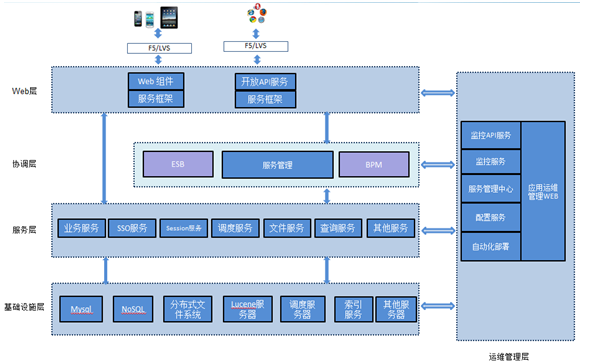 F5/LVS
F5/LVS
Web层
Web 组件
服务框架
开放API服务
服务框架
协调层
ESB
服务管理
BPM
服务层
业务服务
SSO服务
Session服务
调度服务
文件服务
查询服务
其他服务
基础设施层
Mysql
NoSQL
分布式文
件系统
Lucene服
务器
调度服
务器
索引
服务
其他服
务器
监控API服务
监控服务
服务管理中心
配置服务
自动化部署
应用运维
管理WEB
运维管理层